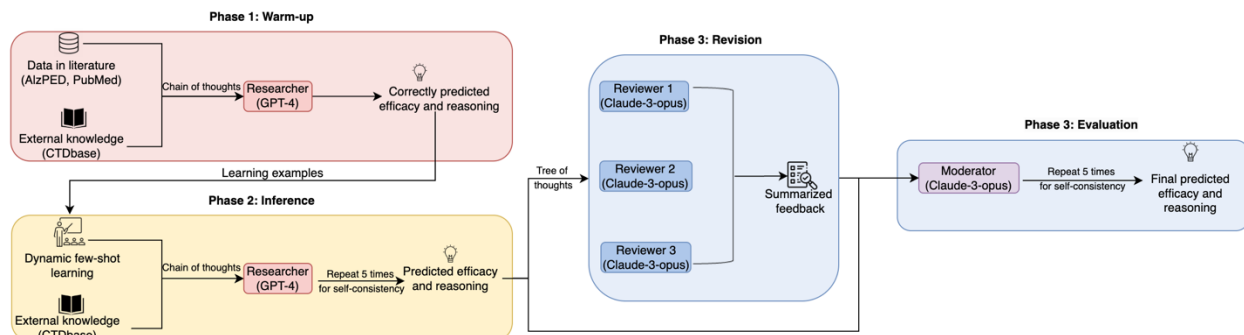 Phase 1: Warm-up
Data in literature
(AlzPED, PubMed)
External knowledge
(CTDbase)
Chain of thoughts
Researcher
(GPT-4)
Correctly predicted
efficacy and reasoning
Learning examples
Phase 2: Inference
Dynamic few-shot
learning
External knowledge
(CTDbase)
Chain of thoughts
Researcher
(GPT-4)
Repeat 5 times
for self-consistency
Predicted efficacy
and reasoning
Tree of
thoughts
Phase 3: Revision
Reviewer 1
(Claude-3-opus)
Reviewer 2
(Claude-3-opus)
Reviewer 3
(Claude-3-opus)
Summarized
feedback
Phase 3: Evaluation
Moderator
(Claude-3-opus)
Repeat 5 times
for self-consistency
Final predicted
efficacy and
reasoning